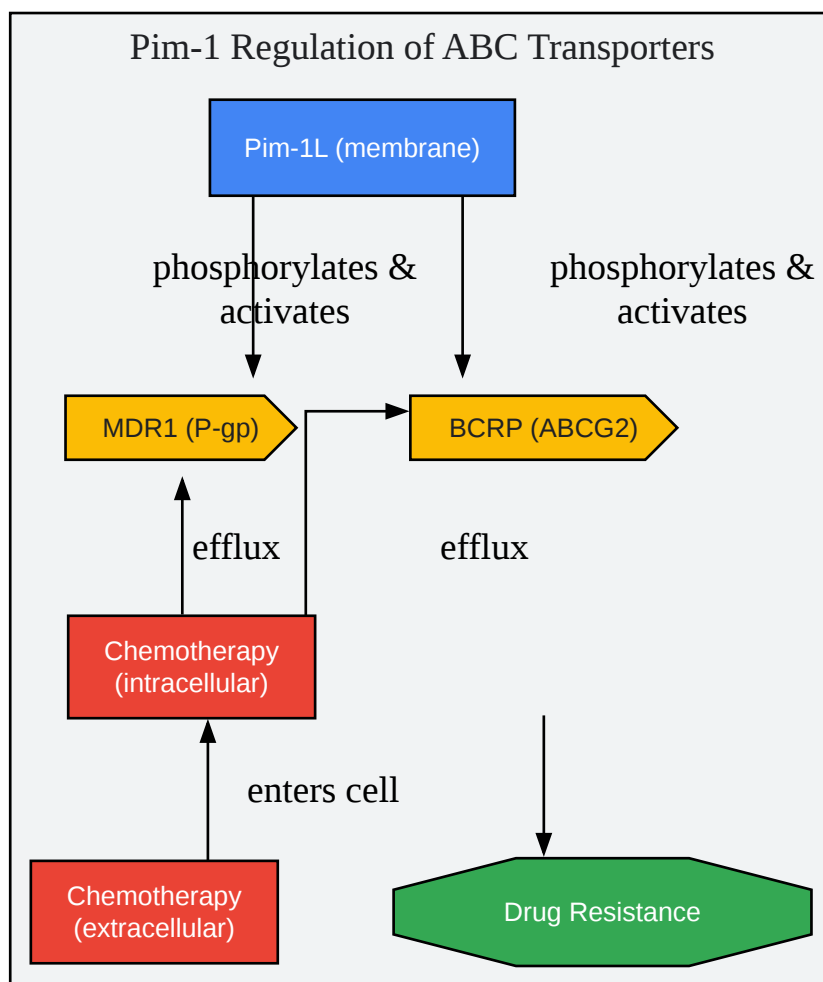 Pim-1 Regulation of ABC Transporters
Pim-1L (membrane)
phosphorylates &
activates
phosphorylates &
activates
MDR1 (P-gp)
BCRP (ABCG2)
efflux
efflux
Chemotherapy
(intracellular)
enters cell
Chemotherapy
(extracellular)
Drug Resistance